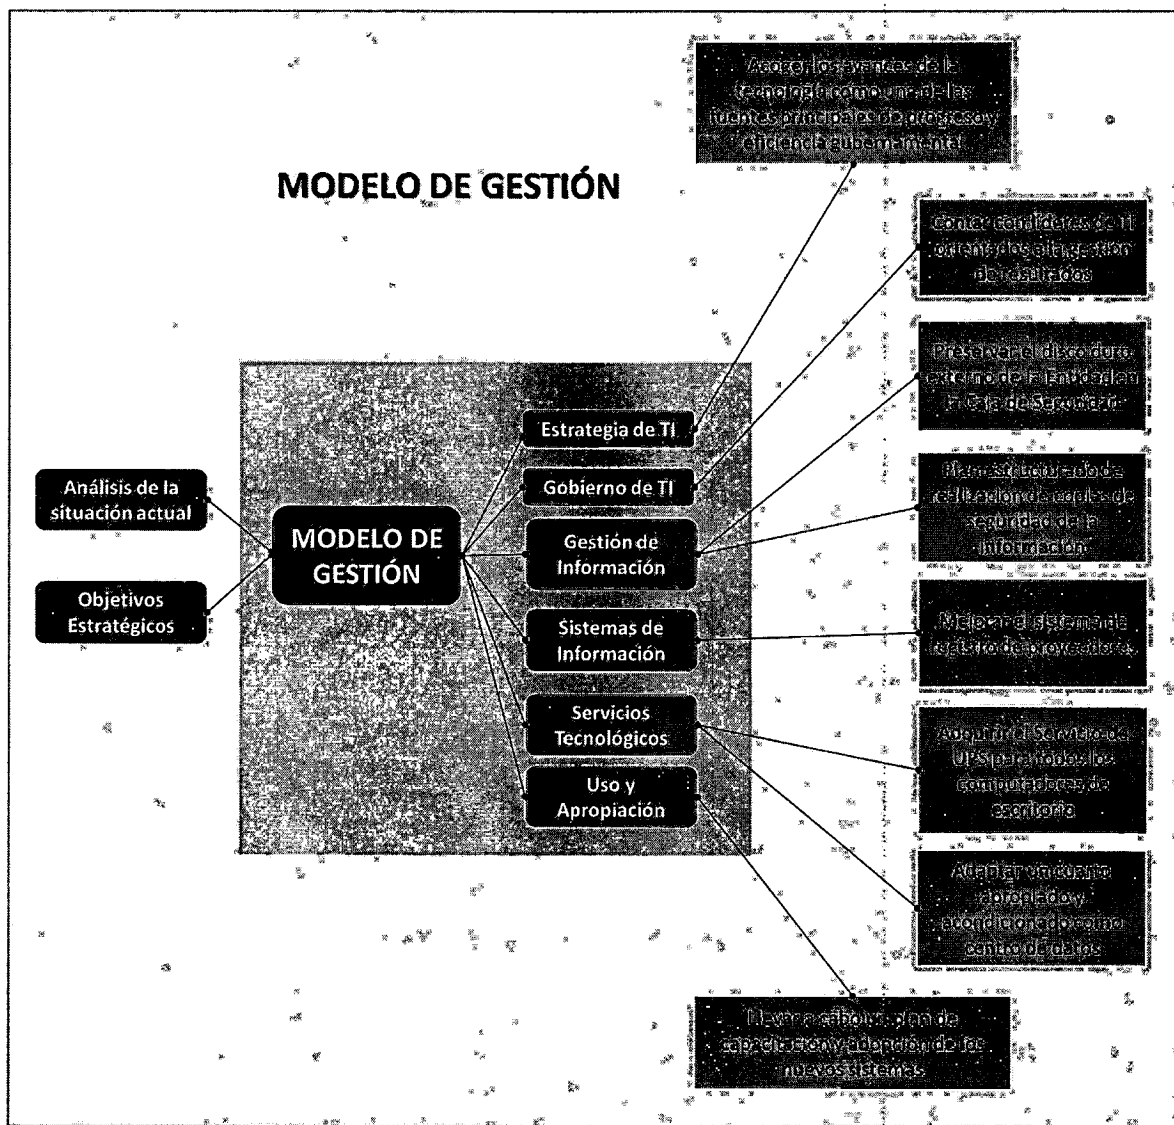 Acoger los avances de la
tecnología como una de las
fuentes principales de progreso y
eficiencia gubernamental
MODELO DE GESTIÓN
Contar con líderes de TI
orientados a la gestión
de resultados
Preservar el disco duro
externo de la Entidad en
la Caja de Seguridad
Estrategia de TI
Gobierno de TI
Plan estructurado de
realización de copias de
seguridad de la
información
Análisis de la
situación actual
MODELO DE
GESTIÓN
Gestión de
Información
Objetivos
Estratégicos
Sistemas de
Información
Mejorar el sistema de
registro de proveedores
Servicios
Tecnológicos
Adquirir el Servicio de
UPS para todos los
computadores de
escritorio
Uso y
Apropiación
Adaptar un cuarto
apropiado y
acondicionado como
centro de datos
Llevar a cabo un plan de
capacitación y adopción de los
nuevos sistemas